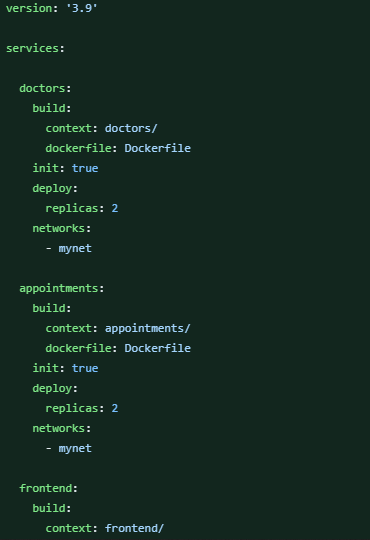 version: '3.9'
services:
doctors:
build:
context: doctors/
dockerfile: Dockerfile
init: true
deploy:
replicas: 2
networks:
- mynet
appointments:
build:
context: appointments/
dockerfile: Dockerfile
init: true
deploy:
replicas: 2
networks:
- mynet
frontend:
build:
context: frontend/